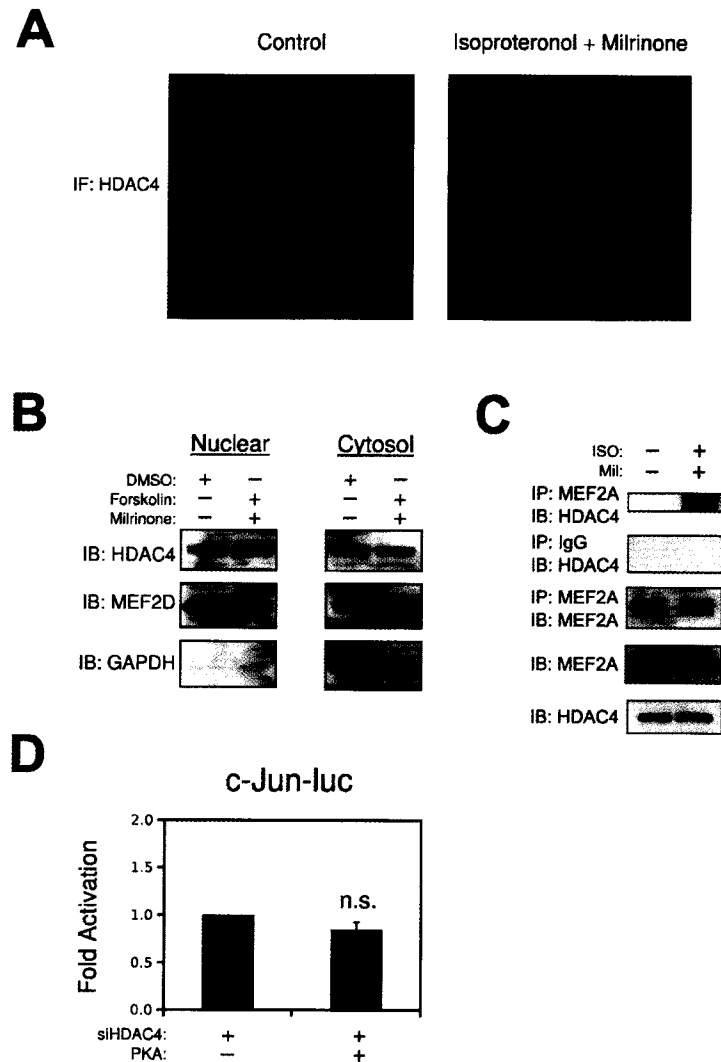 A
Control
Isoproteronol + Milrinone
IF: HDAC4
B
Nuclear
Cytosol
DMSO: + − + −
Forskolin: − + − +
Milrinone: − + − +
IB: HDAC4
IB: MEF2D
IB: GAPDH
C
ISO: − +
Mil: − +
IP: MEF2A
IB: HDAC4
IP: IgG
IB: HDAC4
IP: MEF2A
IB: MEF2A
IB: MEF2A
IB: HDAC4
D
c-Jun-luc
Fold Activation
2.0
1.5
1.0
0.5
0.0
n.s.
siHDAC4: + +
PKA: − +